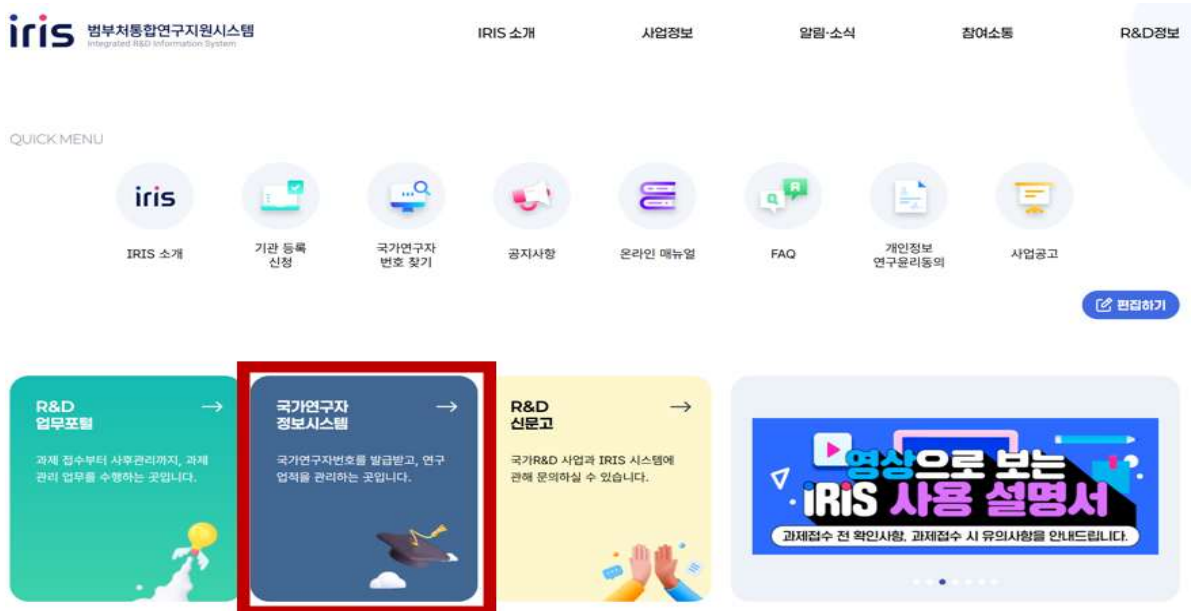 iris 범부처통합연구지원시스템
Integrated R&D Information System
IRIS 소개
사업정보
알림·소식
참여소통
R&D정보
QUICK MENU
iris
IRIS 소개
기관 등록
신청
국가연구자
번호 찾기
공지사항
온라인 매뉴얼
Q
A
FAQ
개인정보
연구윤리동의
사업공고
편집하기
R&D
업무포털
과제 접수부터 사후관리까지, 과제
관리 업무를 수행하는 곳입니다.
국가연구자
정보시스템
국가연구자번호를 발급받고, 연구
업적을 관리하는 곳입니다.
R&D
신문고
국가R&D 사업과 IRIS 시스템에
관해 문의하실 수 있습니다.
영상으로 보는
iRiS 사용 설명서
과제접수 전 확인사항, 과제접수 시 유의사항을 안내드립니다.